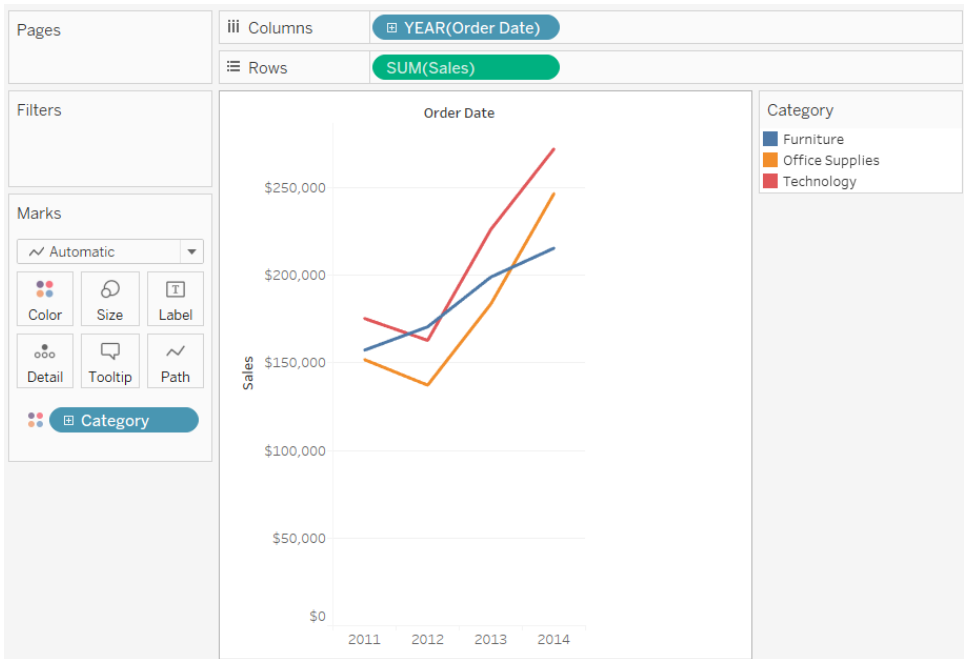 Pages
Columns
YEAR(Order Date)
Rows
SUM(Sales)
Filters
Marks
Automatic
Color
Size
Label
Detail
Tooltip
Path
Category
Order Date
Sales
$250,000
$200,000
$150,000
$100,000
$50,000
$0
2011 2012 2013 2014
Category
Furniture
Office Supplies
Technology